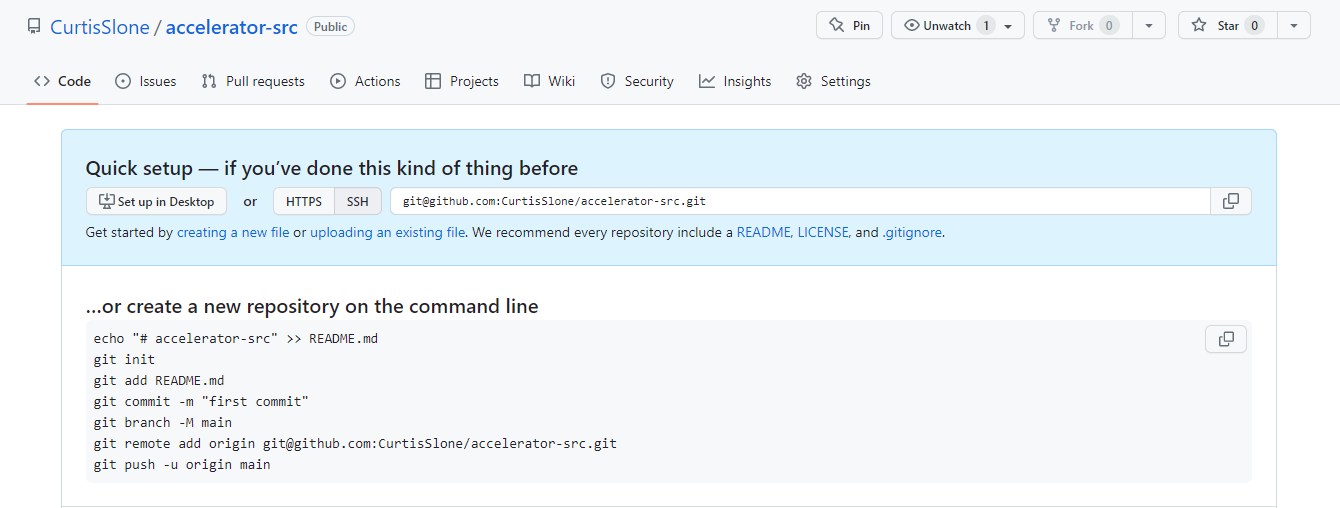 CurtisSlone / accelerator-src Public Pin Unwatch 1 Fork 0 Star 0
Code Issues Pull requests Actions Projects Wiki Security Insights Settings
Quick setup — if you’ve done this kind of thing before
Set up in Desktop or HTTPS SSH git@github.com:CurtisSlone/accelerator-src.git
Get started by creating a new file or uploading an existing file. We recommend every repository include a README, LICENSE, and .gitignore.
…or create a new repository on the command line
echo "# accelerator-src" >> README.md
git init
git add README.md
git commit -m "first commit"
git branch -M main
git remote add origin git@github.com:CurtisSlone/accelerator-src.git
git push -u origin main